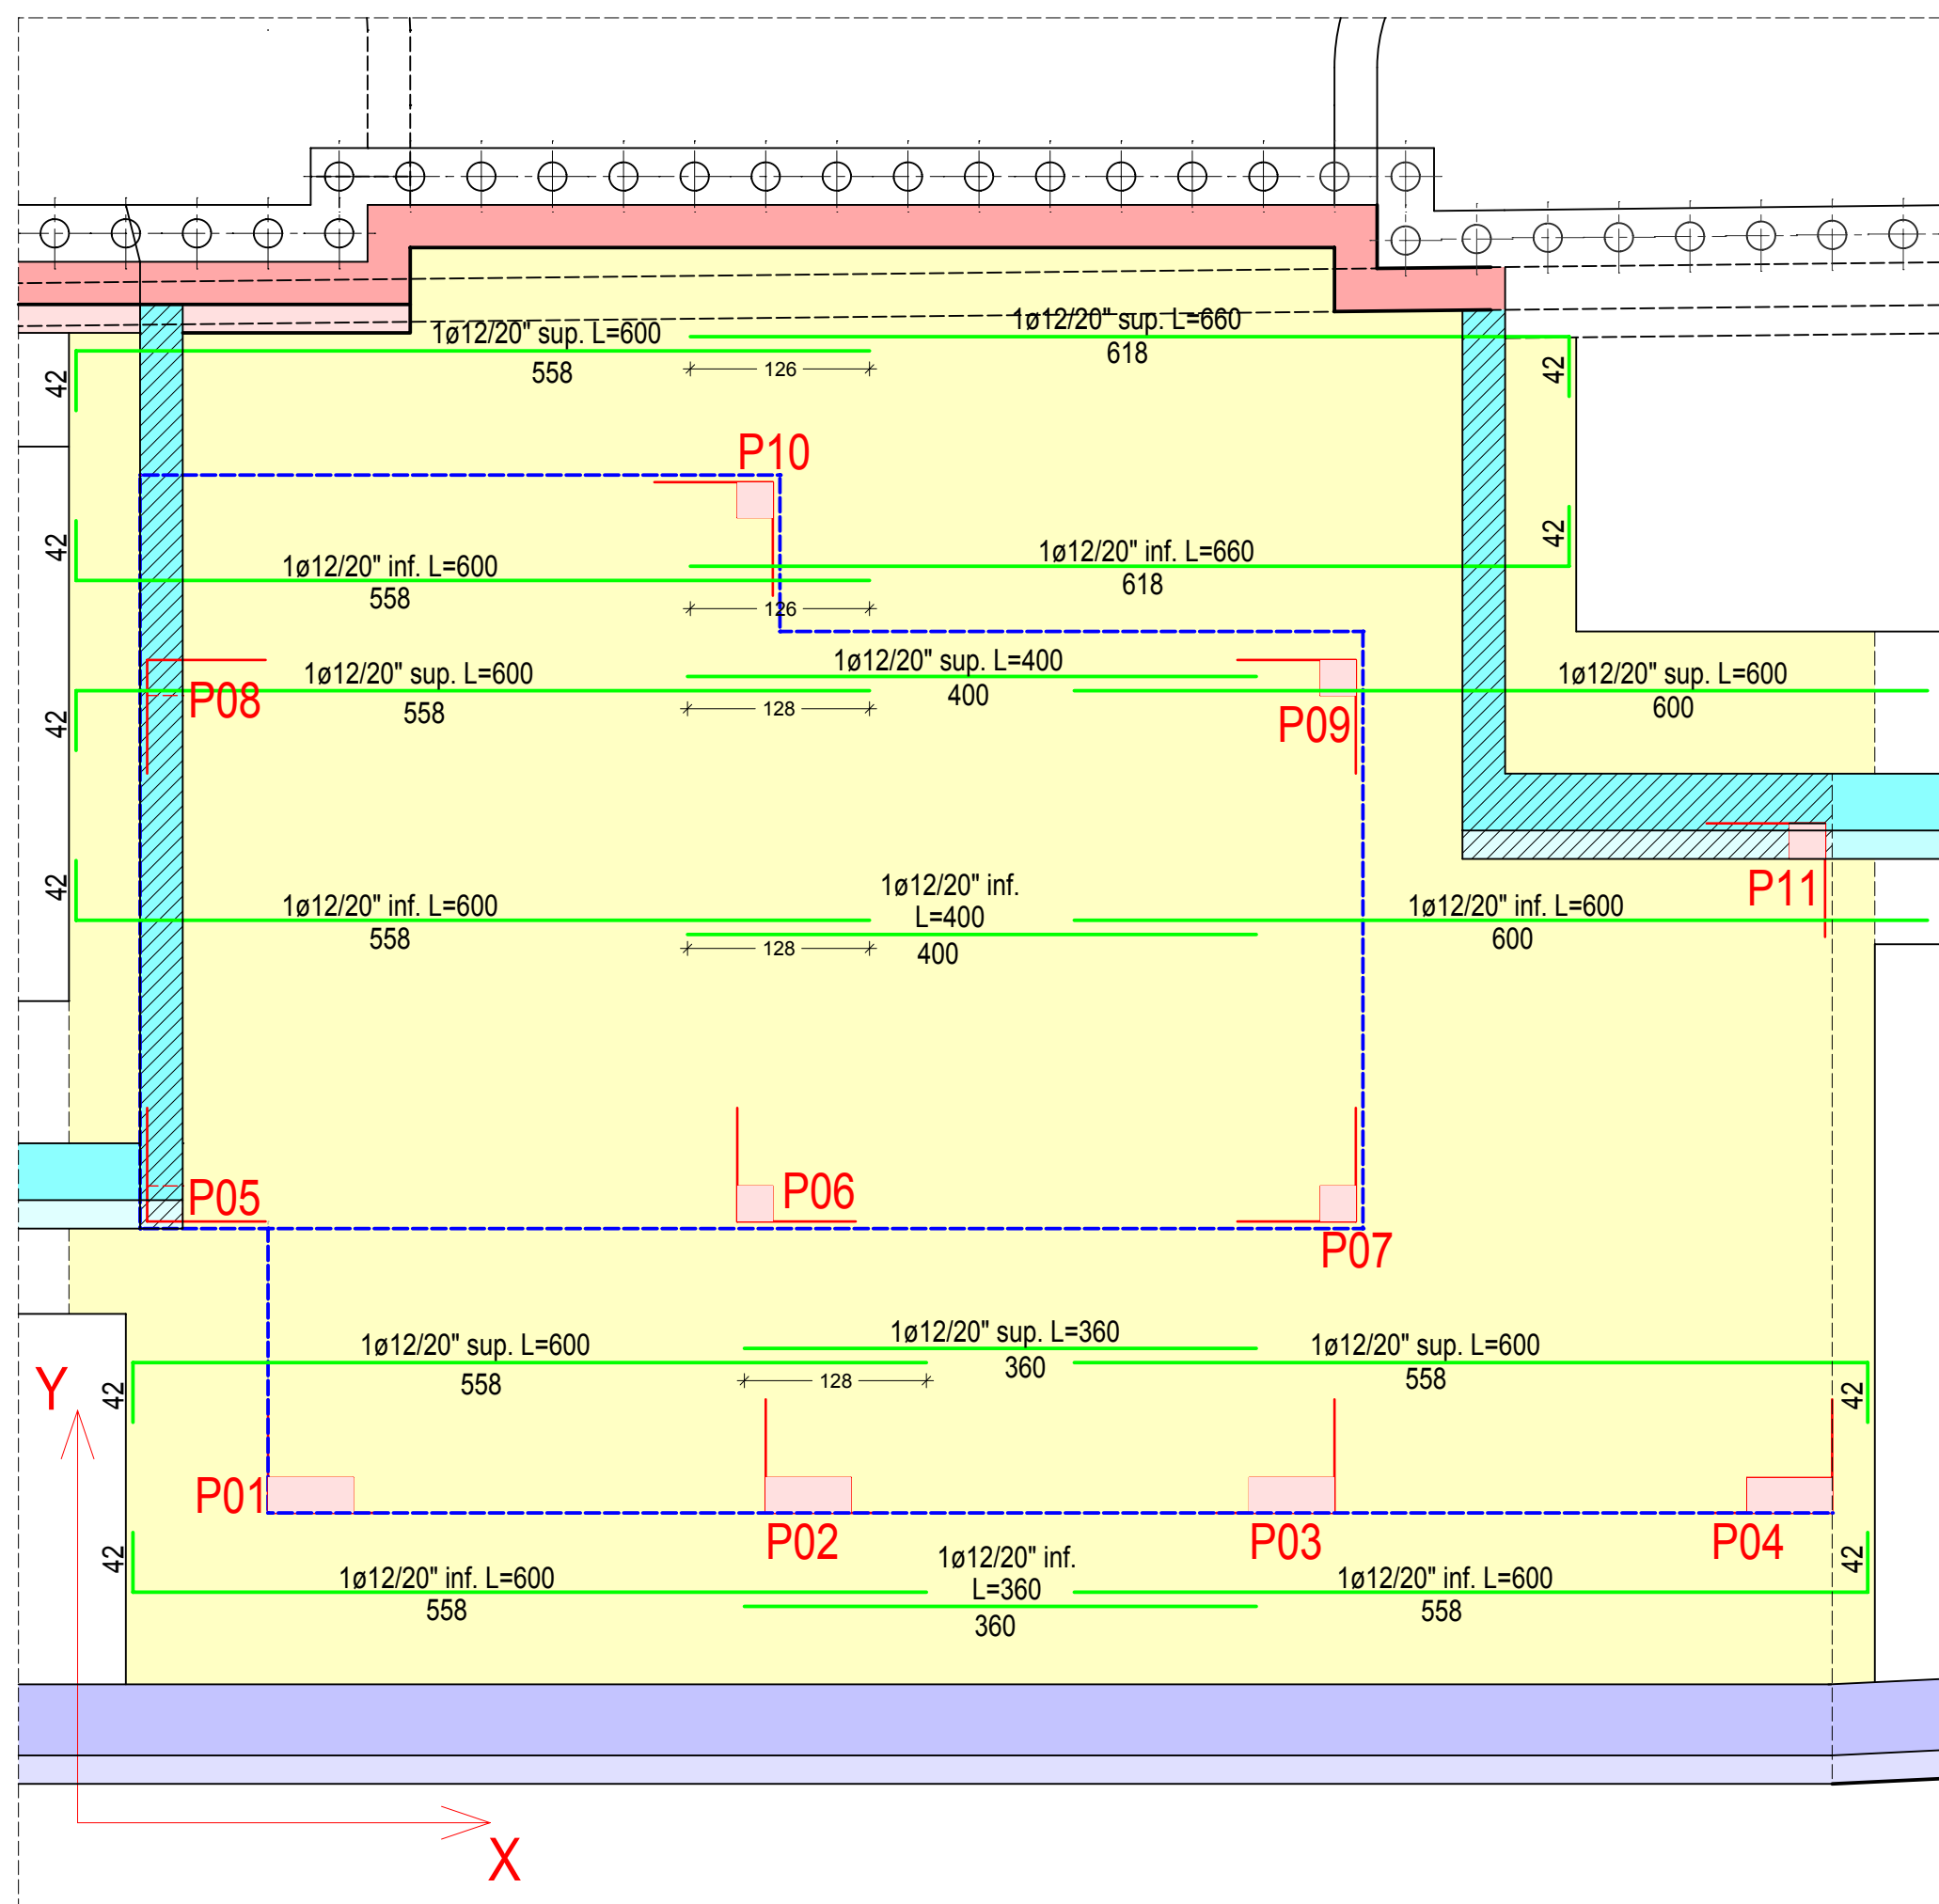 1ø12/20" sup. L=600
558
1ø12/20" sup. L=660
618
126
42
42
P10
42
42
1ø12/20" inf. L=600
558
1ø12/20" inf. L=660
618
126
1ø12/20" sup. L=600
558
1ø12/20" sup. L=400
400
1ø12/20" sup. L=600
600
128
42
P08
P09
42
1ø12/20" inf. L=600
558
1ø12/20" inf.
L=400
400
128
1ø12/20" inf. L=600
600
P11
P05
P06
P07
1ø12/20" sup. L=600
558
1ø12/20" sup. L=360
360
1ø12/20" sup. L=600
558
128
42
42
Y
P01
P02
P03
P04
42
42
1ø12/20" inf. L=600
558
1ø12/20" inf.
L=360
360
1ø12/20" inf. L=600
558
X